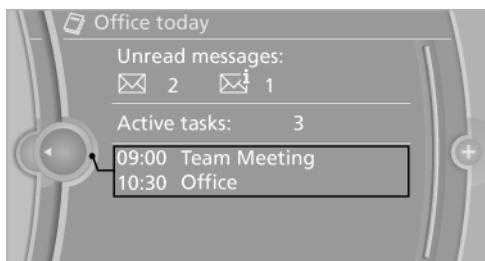 Office today
Unread messages:
2 1
Active tasks: 3
09:00 Team Meeting
10:30 Office